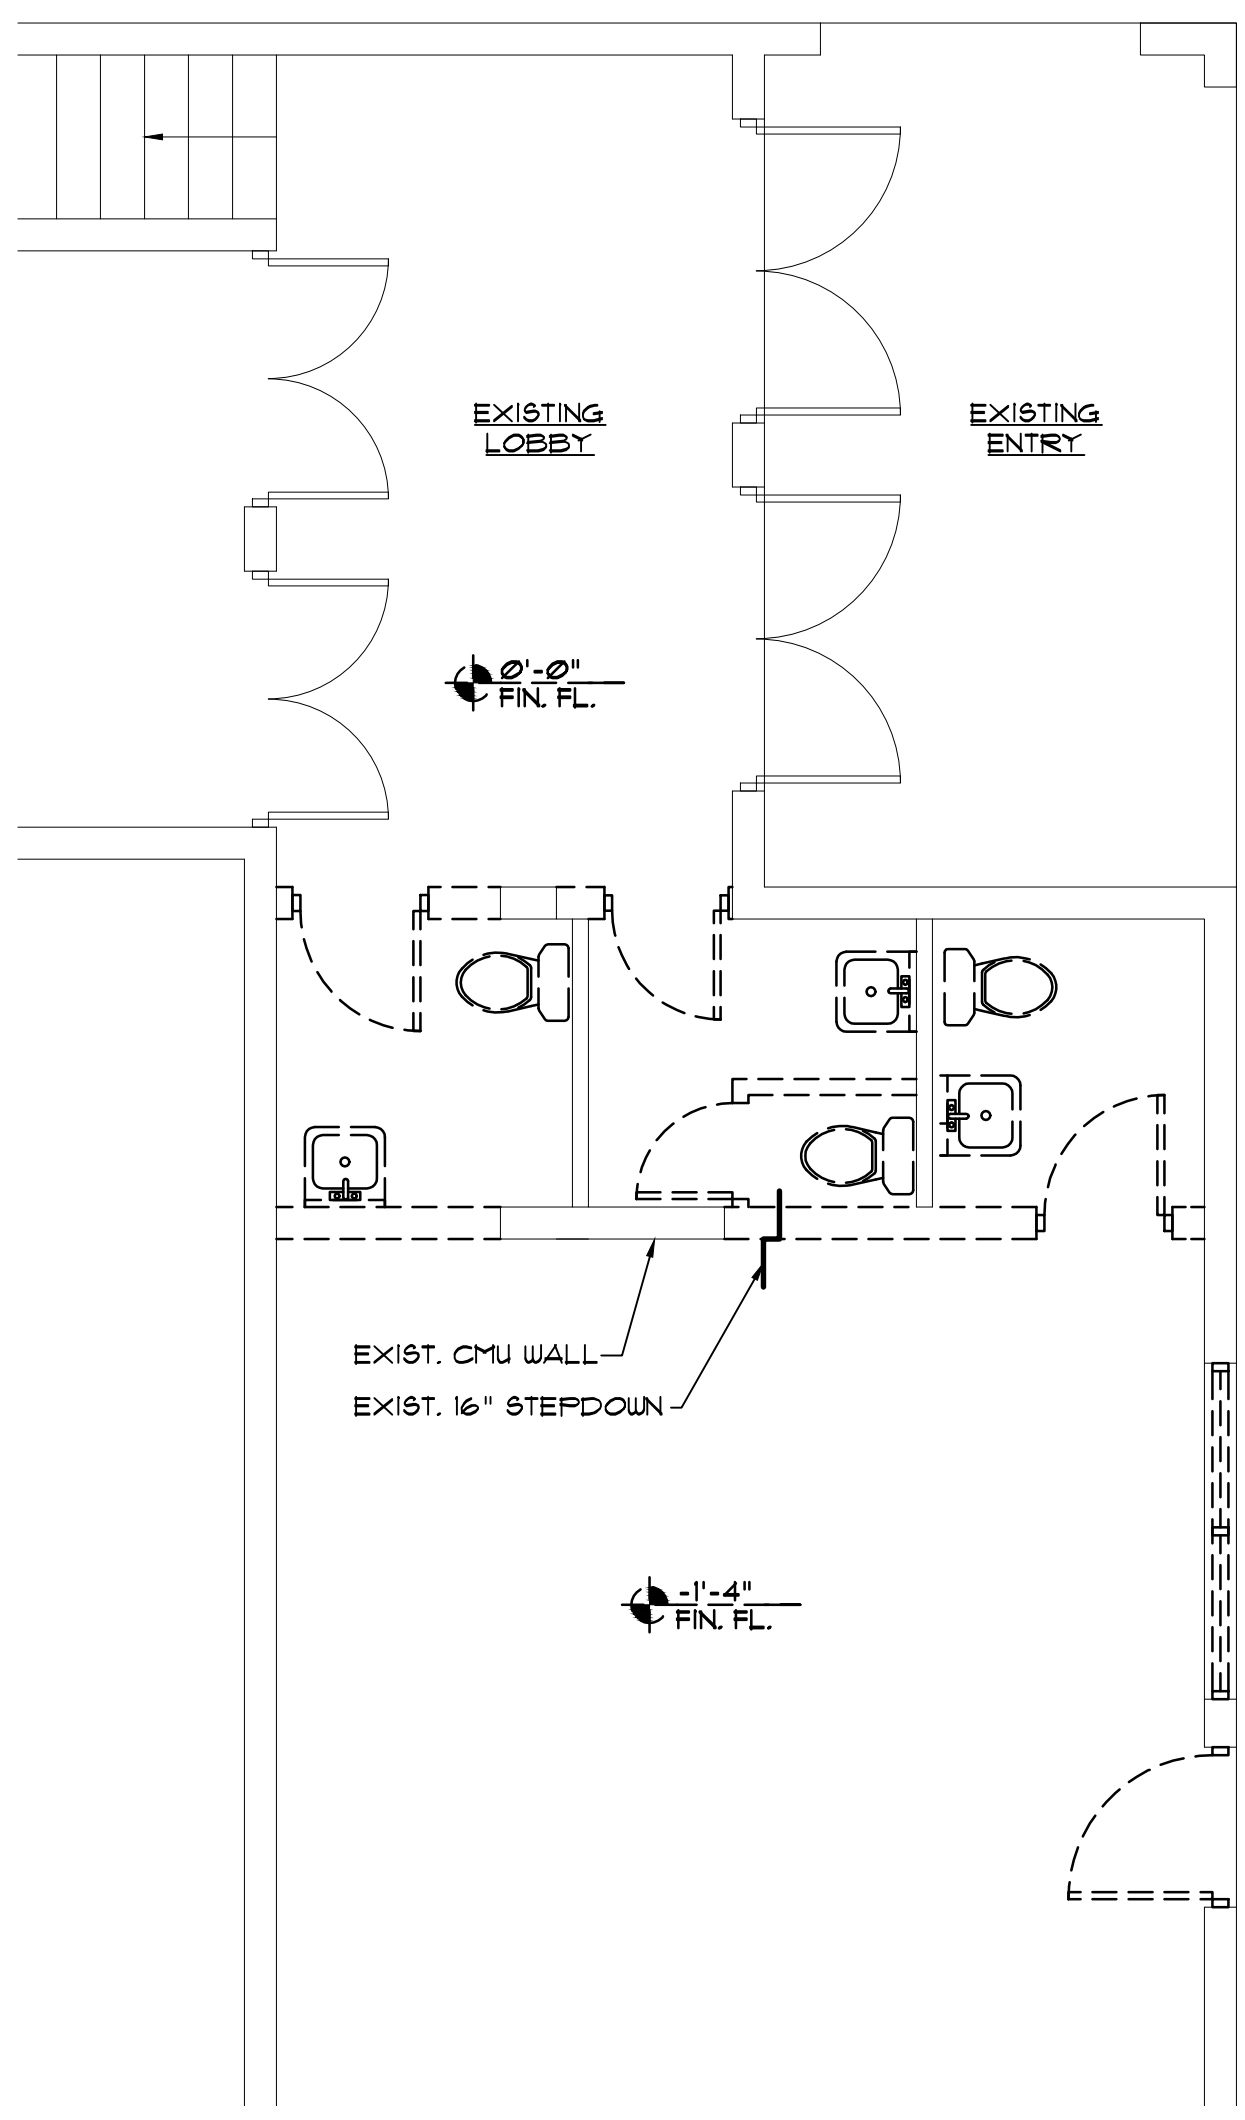 EXISTING
LOBBY
EXISTING
ENTRY
Ø'-Ø"
FIN. FL.
EXIST. CMU WALL
EXIST. 16" STEPDOWN
-1'-4"
FIN. FL.